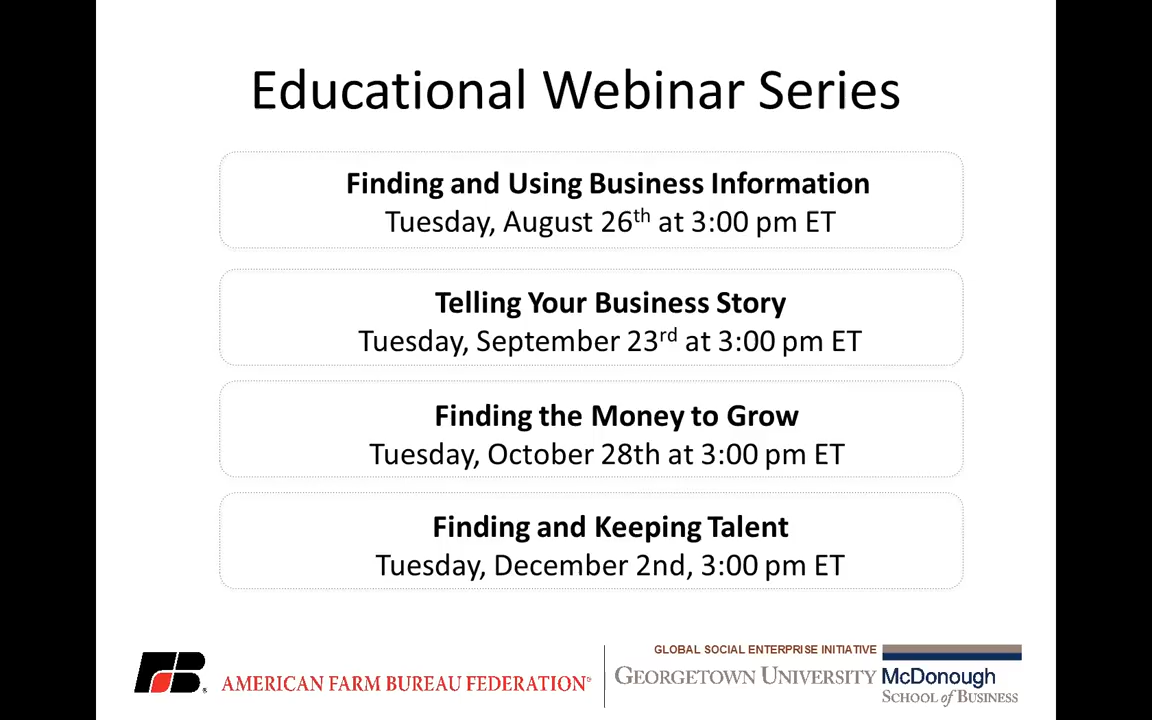 Educational Webinar Series
Finding and Using Business Information
Tuesday, August 26th at 3:00 pm ET
Telling Your Business Story
Tuesday, September 23rd at 3:00 pm ET
Finding the Money to Grow
Tuesday, October 28th at 3:00 pm ET
Finding and Keeping Talent
Tuesday, December 2nd, 3:00 pm ET
FB® AMERICAN FARM BUREAU FEDERATION®
GLOBAL SOCIAL ENTERPRISE INITIATIVE
GEORGETOWN UNIVERSITY McDonough
SCHOOL of BUSINESS